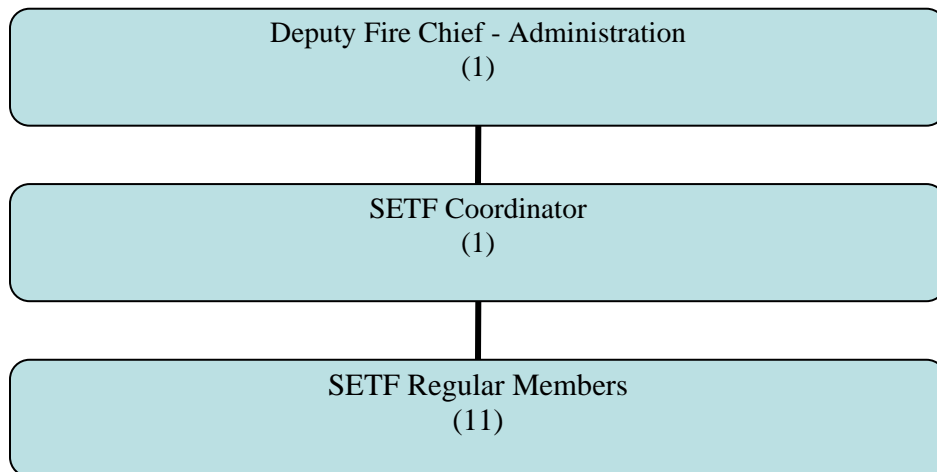 Deputy Fire Chief - Administration
(1)
SETF Coordinator
(1)
SETF Regular Members
(11)